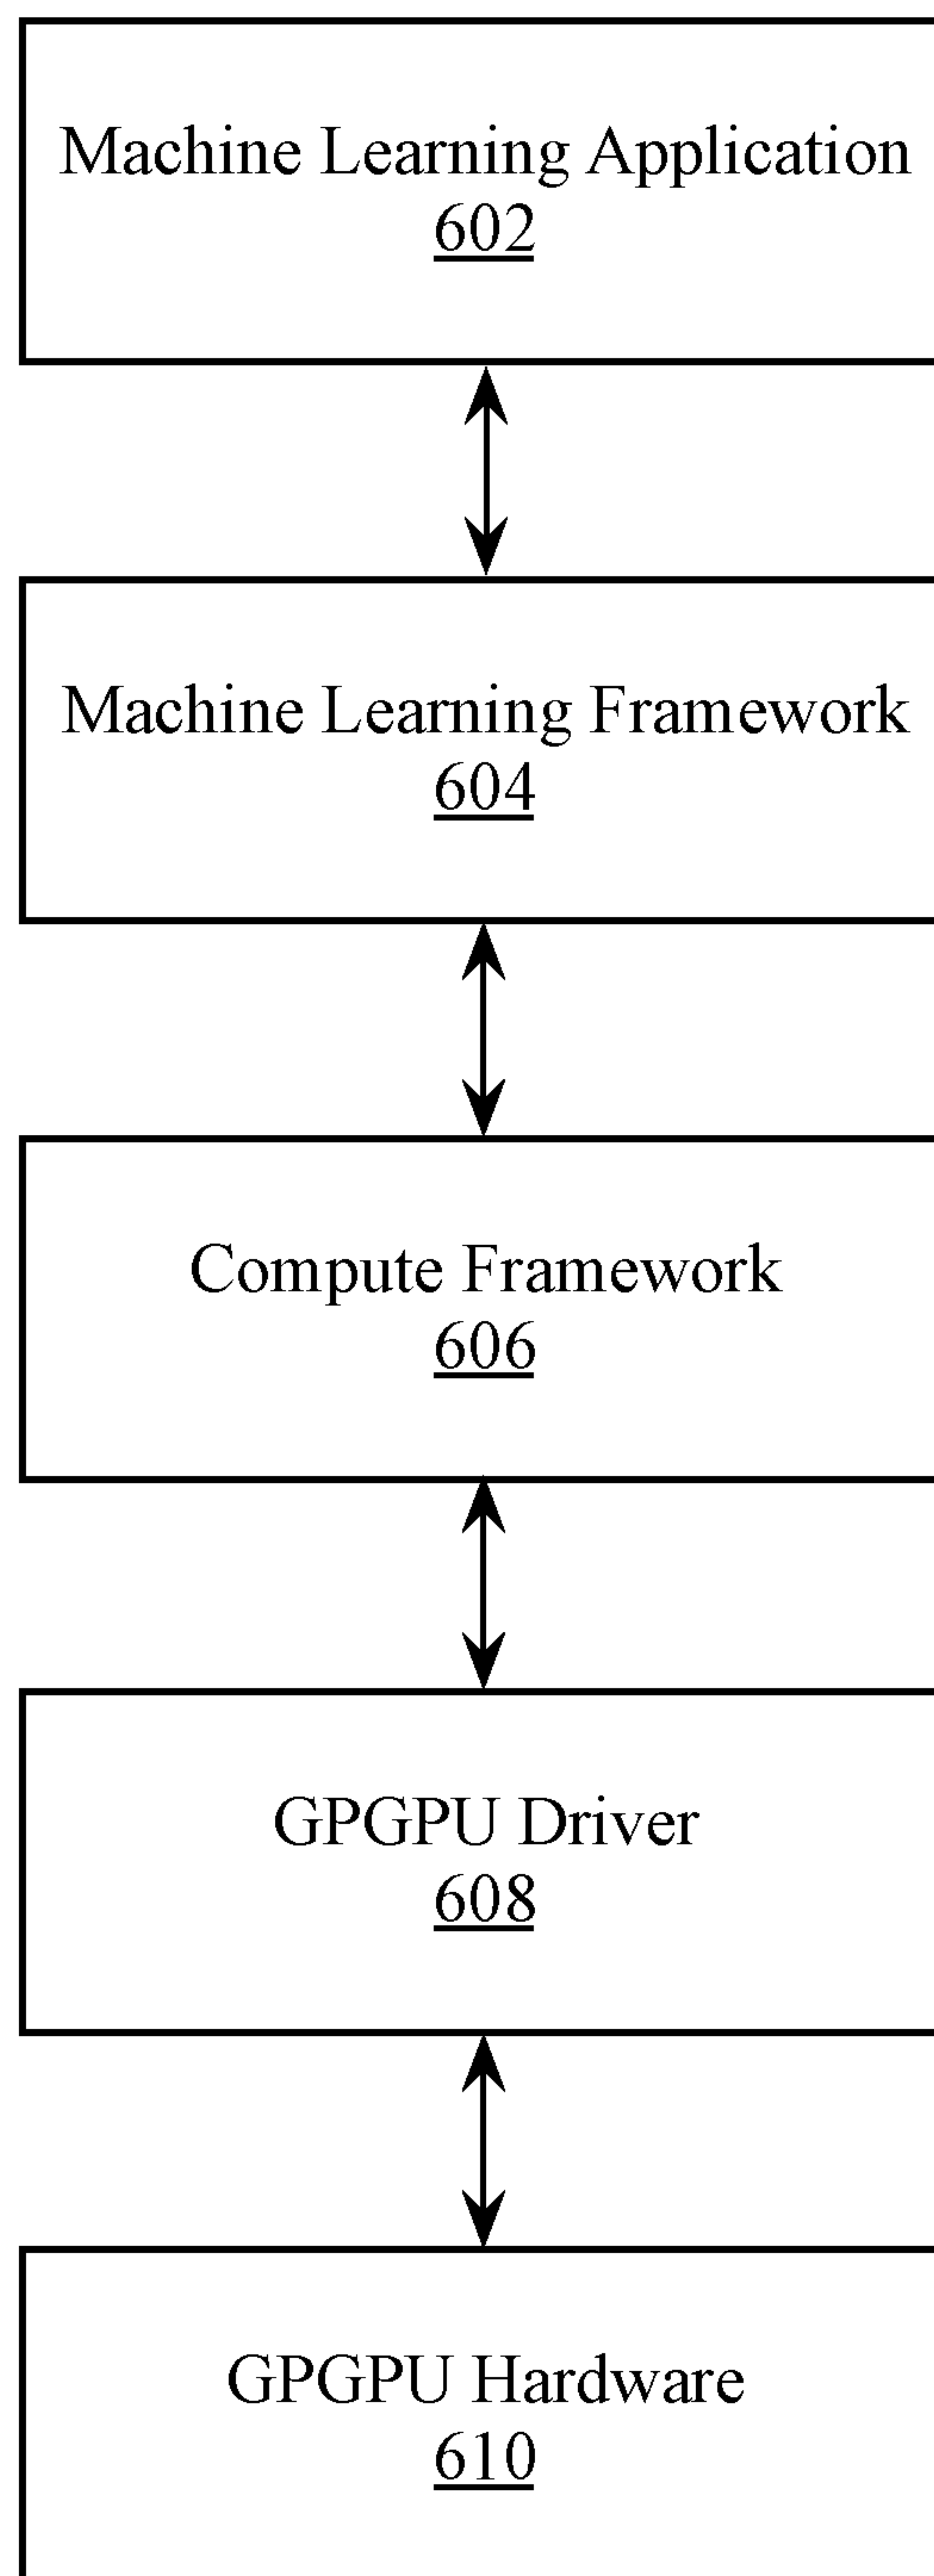 Machine Learning Application
602
Machine Learning Framework
604
Compute Framework
606
GPGPU Driver
608
GPGPU Hardware
610